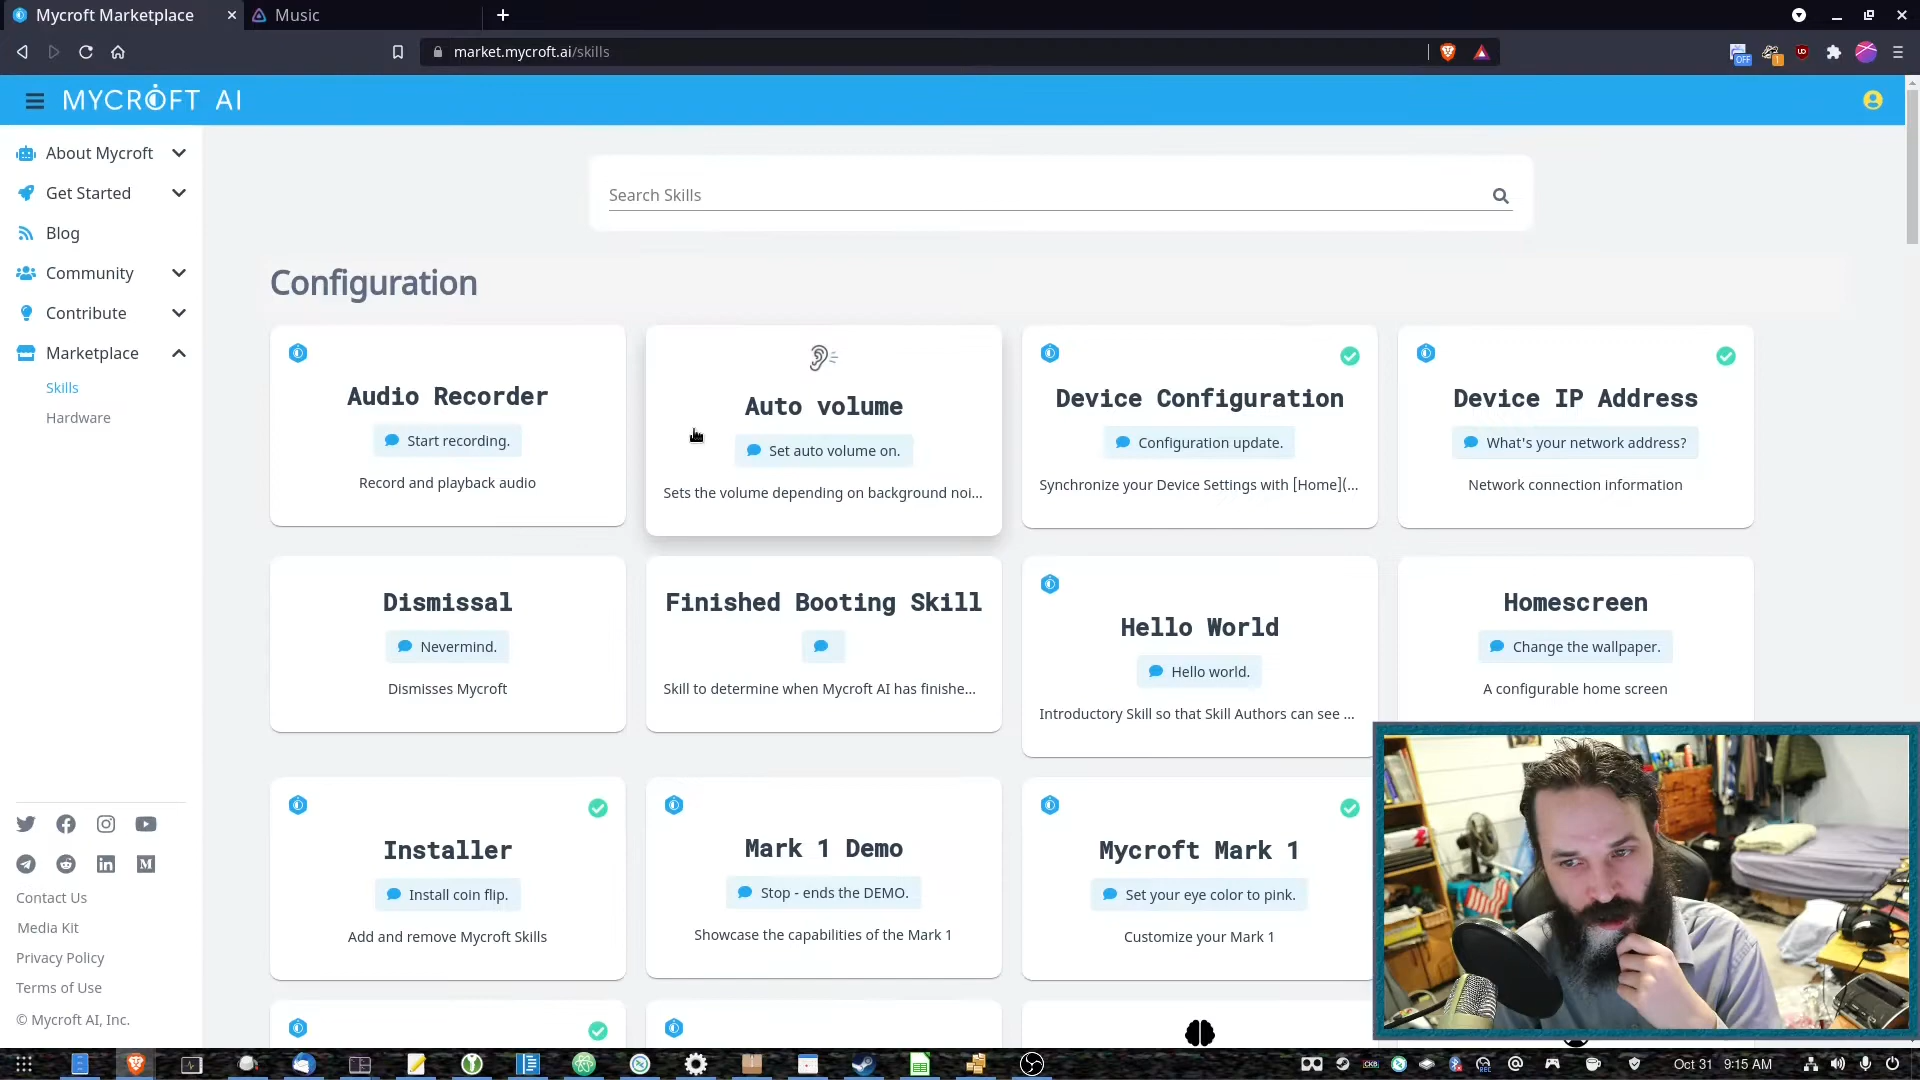 Mycroft Marketplace
Music
market.mycroft.ai/skills
OFF
1
MYCROFT AI
About Mycroft
Get Started
Blog
Community
Contribute
Marketplace
Skills
Hardware
Search Skills
Configuration
Audio Recorder
Start recording.
Record and playback audio
Auto volume
Set auto volume on.
Sets the volume depending on background noi...
Device Configuration
Configuration update.
Synchronize your Device Settings with [Home](...
Device IP Address
What's your network address?
Network connection information
Dismissal
Nevermind.
Dismisses Mycroft
Finished Booting Skill
Skill to determine when Mycroft AI has finishe...
Hello World
Hello world.
Introductory Skill so that Skill Authors can see ...
Homescreen
Change the wallpaper.
A configurable home screen
Installer
Install coin flip.
Add and remove Mycroft Skills
Mark 1 Demo
Stop - ends the DEMO.
Showcase the capabilities of the Mark 1
Mycroft Mark 1
Set your eye color to pink.
Customize your Mark 1
Contact Us
Media Kit
Privacy Policy
Terms of Use
© Mycroft AI, Inc.
Oct 31 9:15 AM